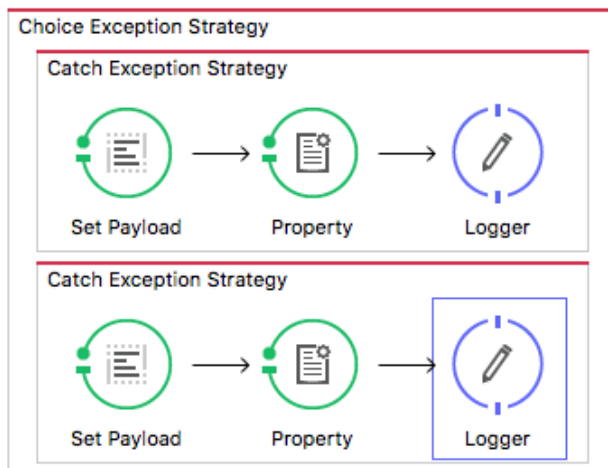 Choice Exception Strategy
Catch Exception Strategy
Set Payload Property Logger
Catch Exception Strategy
Set Payload Property Logger